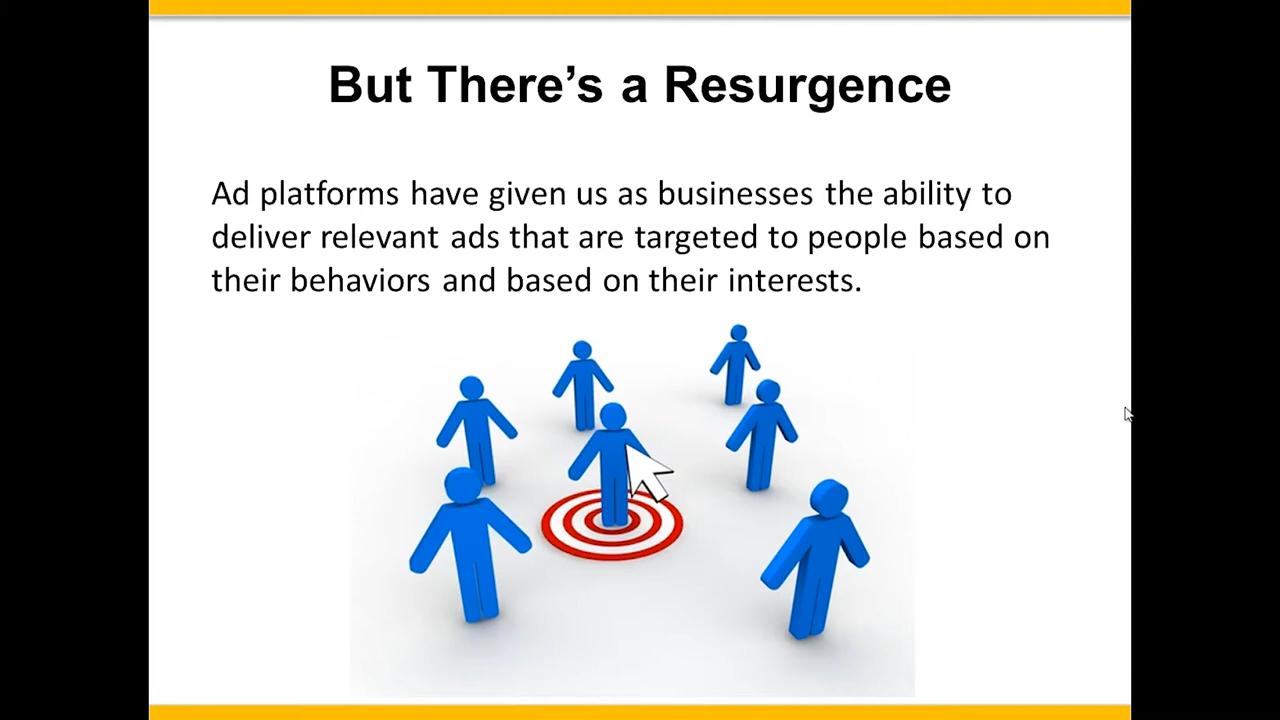 But There’s a Resurgence
Ad platforms have given us as businesses the ability to
deliver relevant ads that are targeted to people based on
their behaviors and based on their interests.